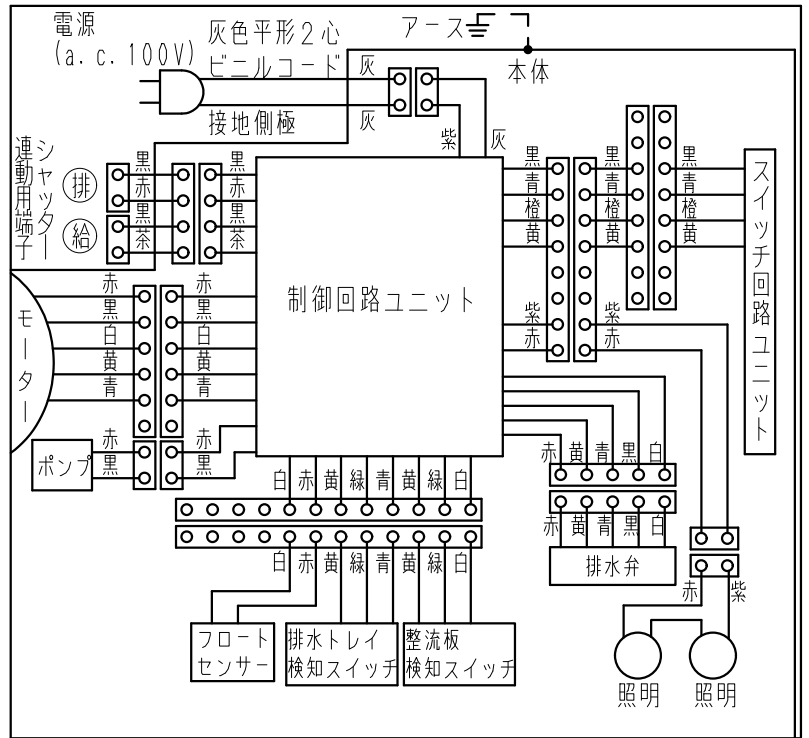 電源
(a.c.100V)
灰色平形2心
ビニルコード
灰
接地側極
灰
アース
本体
紫
灰
シャッター
連動用端子
排
給
黒
赤
黒
茶
黒
赤
黒
茶
制御回路ユニット
黒
青
橙
黄
紫
赤
黒
青
橙
黄
紫
赤
黒
青
橙
黄
スイッチ回路ユニット
モーター
赤
黒
白
黄
青
赤
黒
白
黄
青
ポンプ
赤
黒
赤
黒
白 赤 黄 緑 青 黄 緑 白
白 赤 黄 緑 青 黄 緑 白
フロート
センサー
排水トレイ
検知スイッチ
整流板
検知スイッチ
赤 黄 青 黒 白
赤 黄 青 黒 白
排水弁
赤
紫
照明
照明